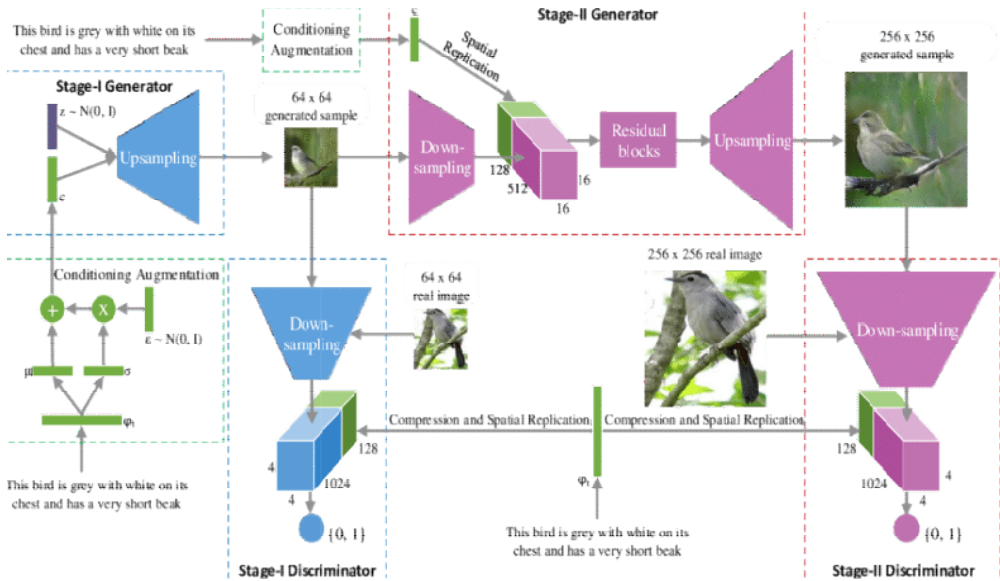 Stage-II Generator
This bird is grey with white on its
chest and has a very short beak
Conditioning
Augmentation
c
Spatial
Replication
256 x 256
generated sample
Stage-I Generator
z ~ N(0, I)
Upsampling
c
64 x 64
generated sample
Down-
sampling
128
512
16
16
Residual
blocks
Upsampling
Conditioning Augmentation
+
X
ε ~ N(0, I)
μ
σ
φt
This bird is grey with white on its
chest and has a very short beak
64 x 64
real image
Down-
sampling
4
4
1024
128
{0, 1}
Stage-I Discriminator
256 x 256 real image
Compression and Spatial Replication
Compression and Spatial Replication
φt
This bird is grey with white on its
chest and has a very short beak
Down-sampling
128
1024
4
4
{0, 1}
Stage-II Discriminator